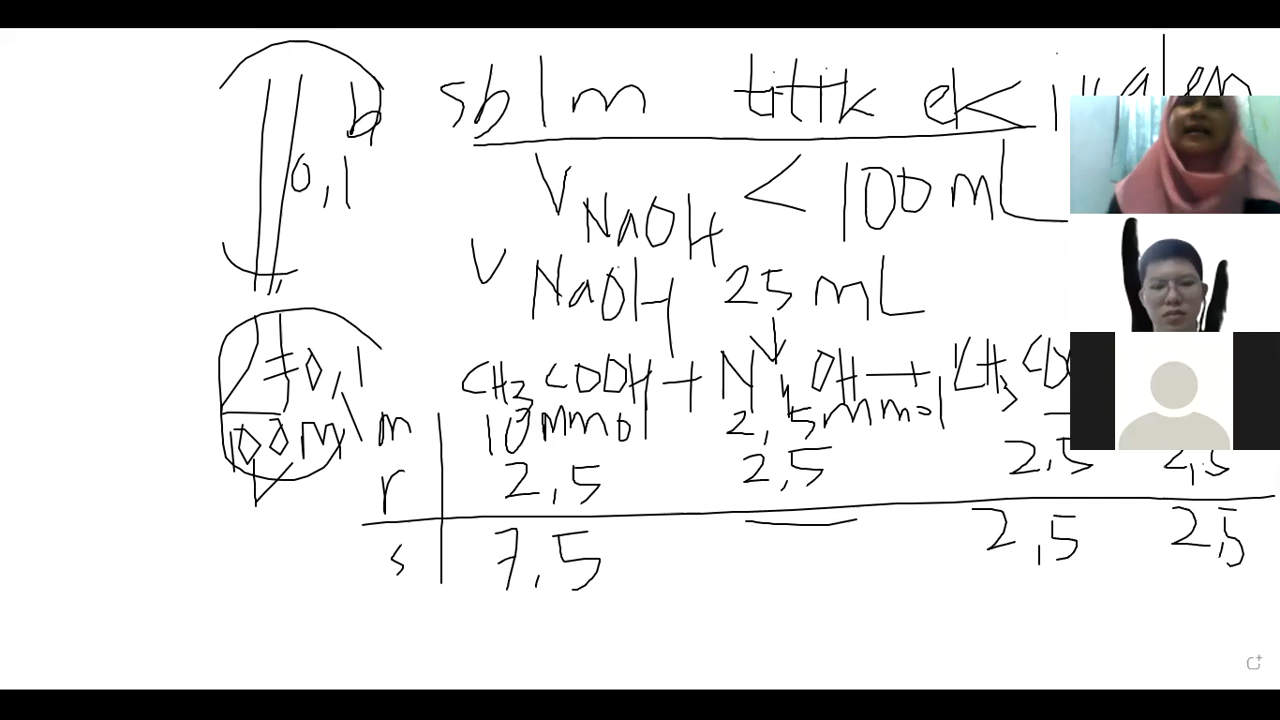 sblm titik ekivalen
b
0,1
V NaOH < 100 mL
V NaOH 25 mL
= 0,1
100 ml
CH3COOH + NaOH → CH3COO
m 10 mmol 2,5 mmol
r 2,5 2,5 2,5 2,5
s 7,5 — 2,5 2,5